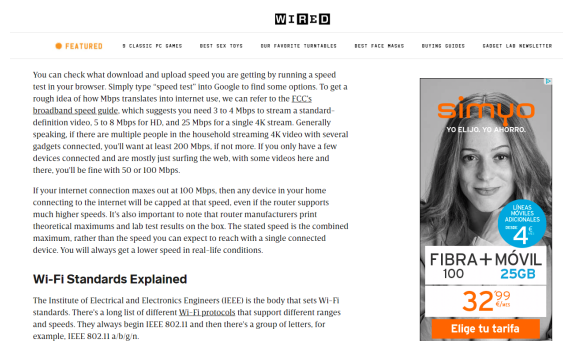 WIRED
FEATURED
8 CLASSIC PC GAMES
BEST SEX TOYS
OUR FAVORITE TURNTABLES
BEST FACE MASKS
BUYING GUIDES
GADGET LAB NEWSLETTER
You can check what download and upload speed you are getting by running a speed
test in your browser. Simply type "speed test" into Google to find some options. To get a
rough idea of how Mbps translates into internet use, we can refer to the FCC's
broadband speed guide, which suggests you need 3 to 4 Mbps to stream a standard-
definition video, 5 to 8 Mbps for HD, and 25 Mbps for a single 4K stream. Generally
speaking, if there are multiple people in the household streaming 4K video with several
gadgets connected, you'll want at least 200 Mbps, if not more. If you only have a few
devices connected and are mostly just surfing the web, with some videos here and
there, you'll be fine with 50 or 100 Mbps.
If your internet connection maxes out at 100 Mbps, then any device in your home
connecting to the internet will be capped at that speed, even if the router supports
much higher speeds. It's also important to note that router manufacturers print
theoretical maximums and lab test results on the box. The stated speed is the combined
maximum, rather than the speed you can expect to reach with a single connected
device. You will always get a lower speed in real-life conditions.
Wi-Fi Standards Explained
The Institute of Electrical and Electronics Engineers (IEEE) is the body that sets Wi-Fi
standards. There's a long list of different Wi-Fi protocols that support different ranges
and speeds. They always begin IEEE 802.11 and then there's a group of letters, for
example, IEEE 802.11 a/b/g/n.
simyo
YO ELIJO. YO AHORRO.
LÍNEAS
MÓVILES
ADICIONALES
DESDE 4€
FIBRA+MÓVIL
100 25GB
32'99
Elige tu tarifa